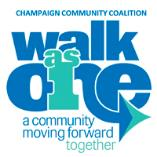 CHAMPAIGN COMMUNITY COALITION
walk
as
one
a community
moving forward
together